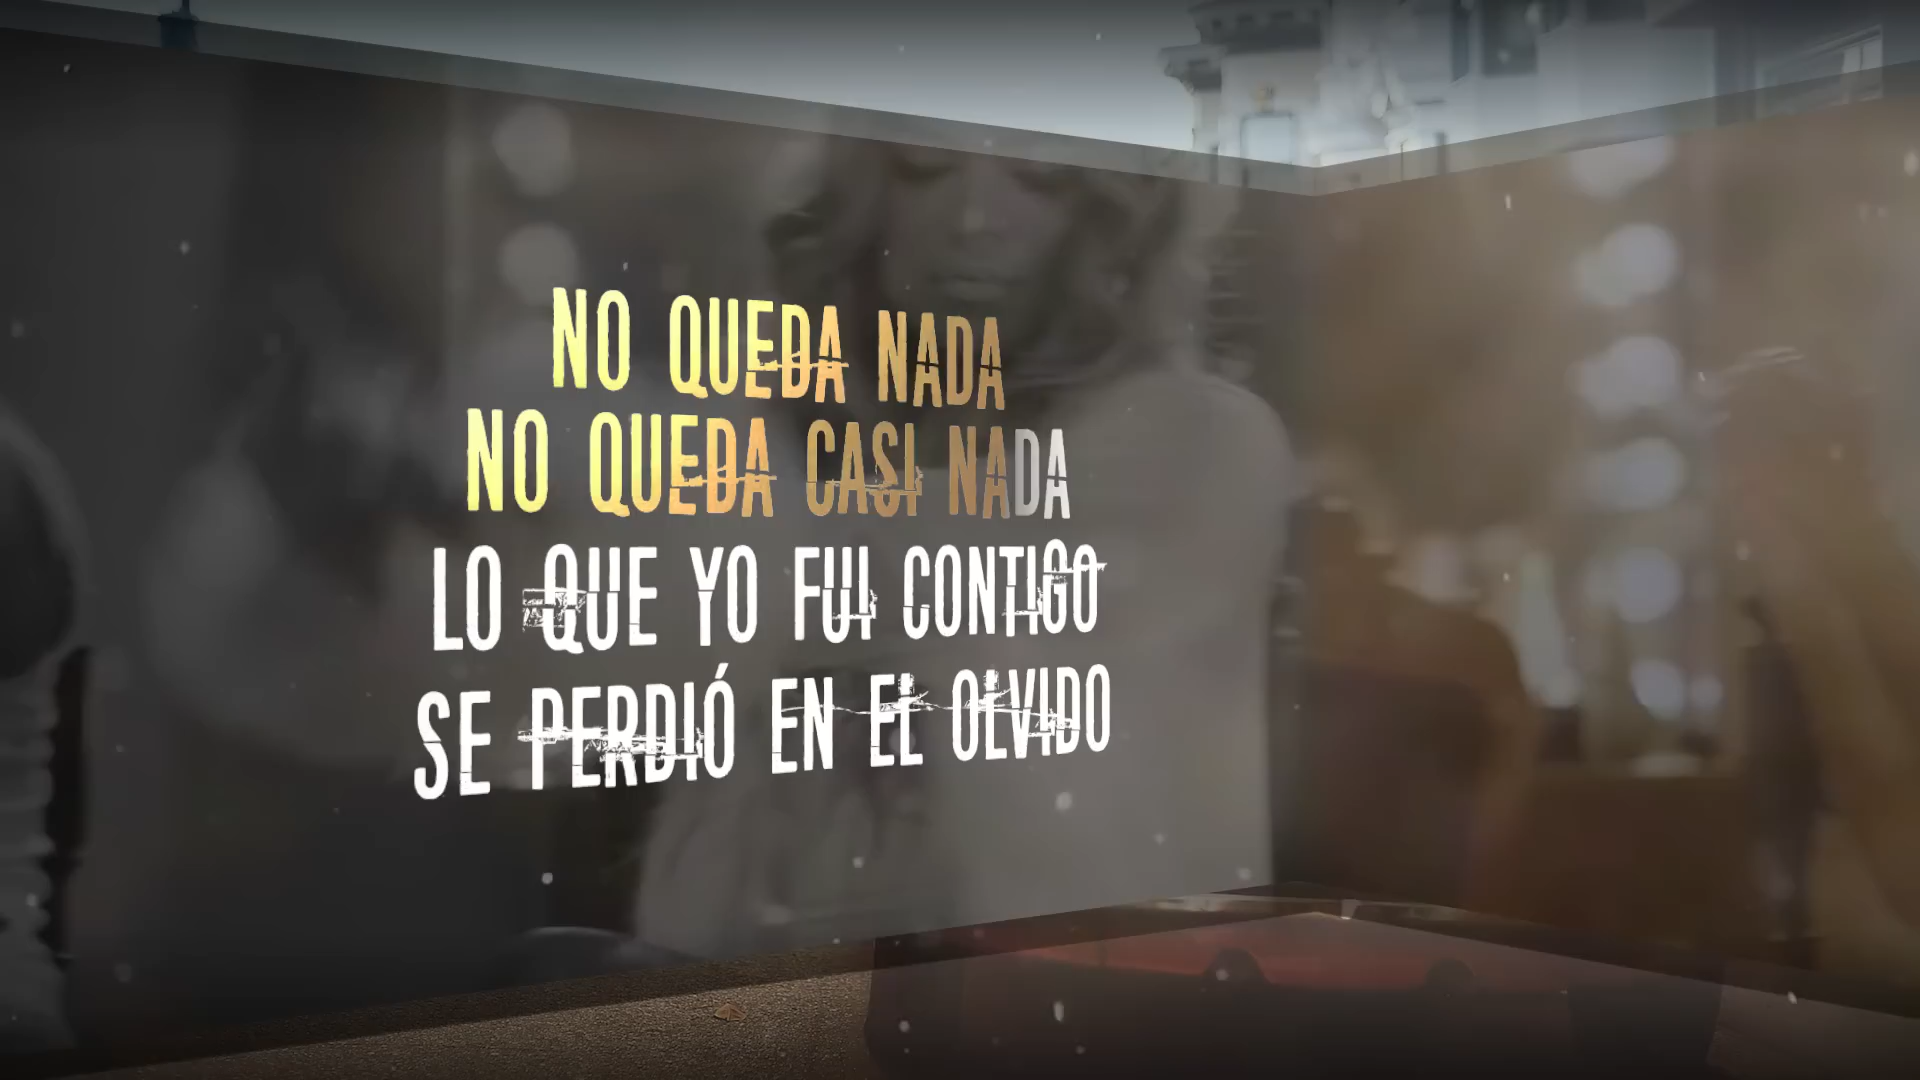 NO QUEDA NADA
NO QUEDA CASI NADA
LO QUE YO FUI CONTIGO
SE PERDIÓ EN EL OLVIDO